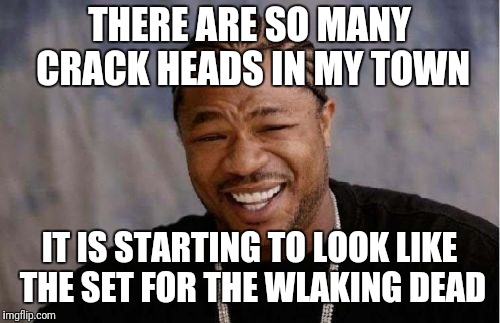 THERE ARE SO MANY
CRACK HEADS IN MY TOWN
IT IS STARTING TO LOOK LIKE
THE SET FOR THE WLAKING DEAD
imgflip.com